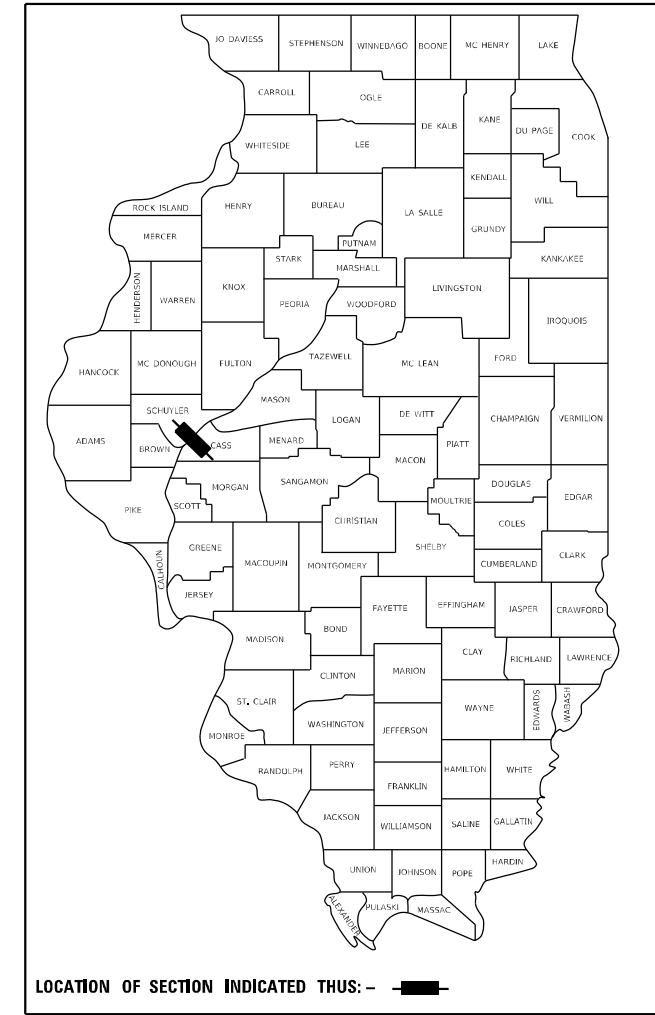 JO DAVIESS STEPHENSON WINNEBAGO BOONE MC HENRY LAKE
CARROLL OGLE DE KALB KANE DU PAGE COOK
WHITESIDE LEE KENDALL WILL
ROCK ISLAND HENRY BUREAU LA SALLE GRUNDY
MERCER PUTNAM KANKAKEE
HENDERSON WARREN KNOX STARK MARSHALL LIVINGSTON
PEORIA WOODFORD IROQUOIS
HANCOCK MC DONOUGH FULTON TAZEWELL MC LEAN FORD
SCHUYLER MASON LOGAN DE WITT CHAMPAIGN VERMILION
ADAMS BROWN CASS MENARD MACON PIATT
PIKE SCOTT MORGAN SANGAMON MOULTRIE DOUGLAS EDGAR
CHRISTIAN COLES
CALHOUN GREENE MACOUPIN MONTGOMERY SHELBY CUMBERLAND CLARK
JERSEY FAYETTE EFFINGHAM JASPER CRAWFORD
MADISON BOND CLAY RICHLAND LAWRENCE
CLINTON MARION
ST. CLAIR WASHINGTON JEFFERSON WAYNE EDWARDS WABASH
MONROE
RANDOLPH PERRY FRANKLIN HAMILTON WHITE
JACKSON WILLIAMSON SALINE GALLATIN
UNION JOHNSON POPE HARDIN
ALEXANDER PULASKI MASSAC
LOCATION OF SECTION INDICATED THUS: –